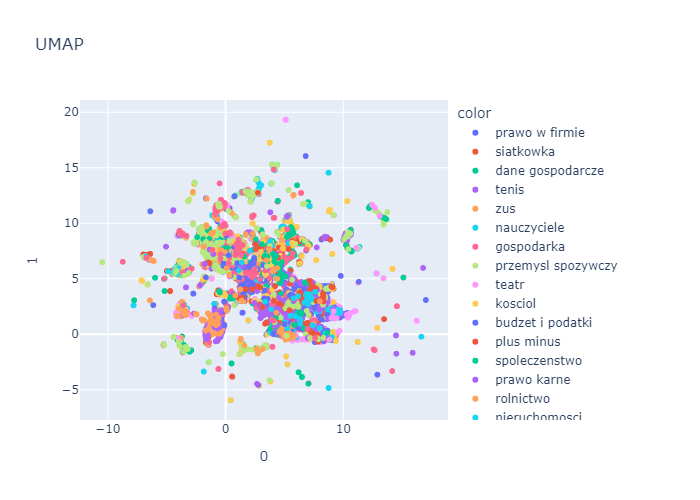 UMAP
color
prawo w firmie
siatkowka
dane gospodarcze
tenis
zus
nauczyciele
gospodarka
przemysl spozywczy
teatr
kosciol
budzet i podatki
plus minus
spoleczenstwo
prawo karne
rolnictwo
nieruchomosci
20
15
10
5
0
−5
1
−10
0
10
0